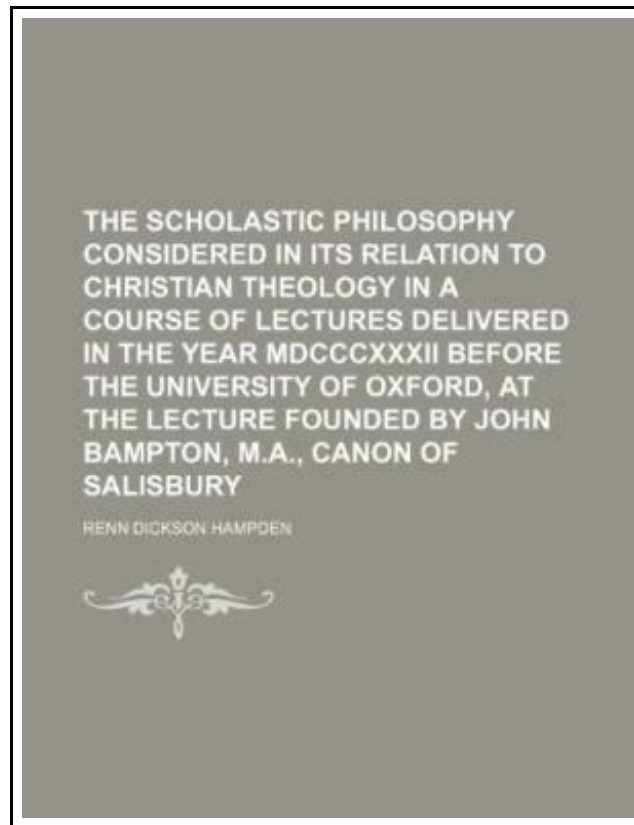 THE SCHOLASTIC PHILOSOPHY
CONSIDERED IN ITS RELATION TO
CHRISTIAN THEOLOGY IN A
COURSE OF LECTURES DELIVERED
IN THE YEAR MDCCCXXXII BEFORE
THE UNIVERSITY OF OXFORD, AT
THE LECTURE FOUNDED BY JOHN
BAMPTON, M.A., CANON OF
SALISBURY
RENN DICKSON HAMPDEN